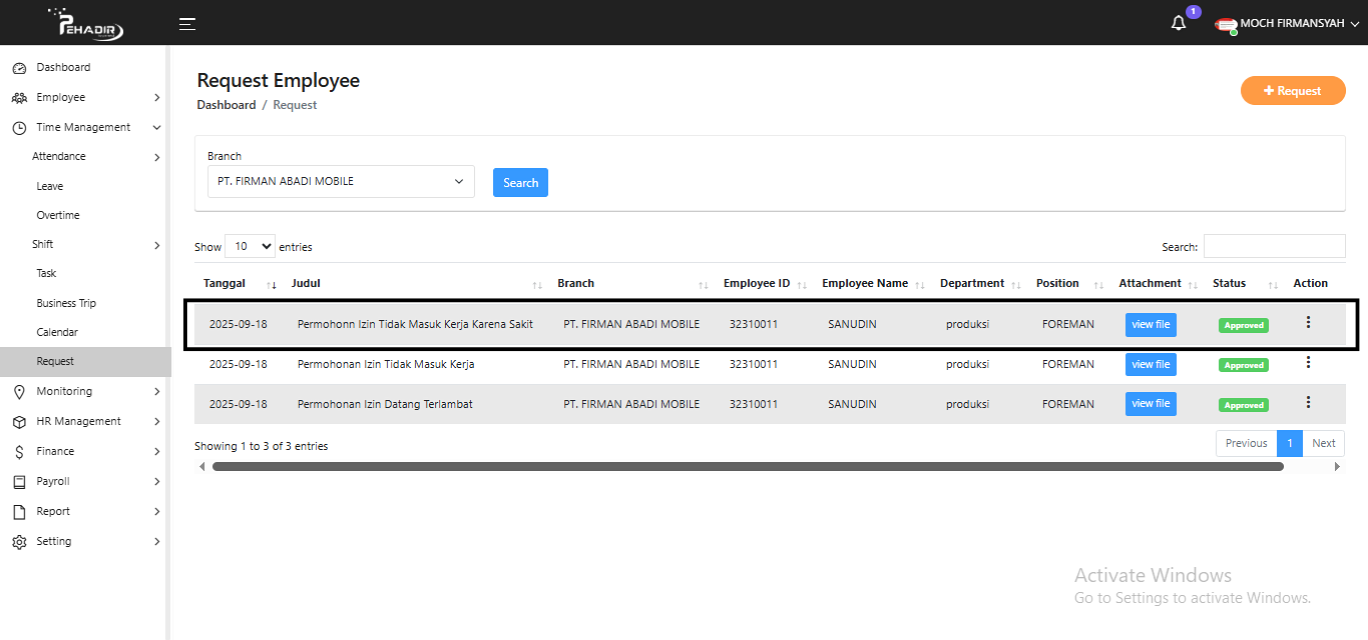 PEHADIR
1
MOCH FIRMANSYAH
Dashboard
Employee
Time Management
Attendance
Leave
Overtime
Shift
Task
Business Trip
Calendar
Request
Monitoring
HR Management
Finance
Payroll
Report
Setting
Request Employee
Dashboard / Request
+ Request
Branch
PT. FIRMAN ABADI MOBILE
Search
Show 10 entries
Search:
Tanggal Judul Branch Employee ID Employee Name Department Position Attachment Status Action
2025-09-18 Permohonn Izin Tidak Masuk Kerja Karena Sakit PT. FIRMAN ABADI MOBILE 32310011 SANUDIN produksi FOREMAN view file Approved
2025-09-18 Permohonan Izin Tidak Masuk Kerja PT. FIRMAN ABADI MOBILE 32310011 SANUDIN produksi FOREMAN view file Approved
2025-09-18 Permohonan Izin Datang Terlambat PT. FIRMAN ABADI MOBILE 32310011 SANUDIN produksi FOREMAN view file Approved
Showing 1 to 3 of 3 entries
Previous 1 Next
Activate Windows
Go to Settings to activate Windows.